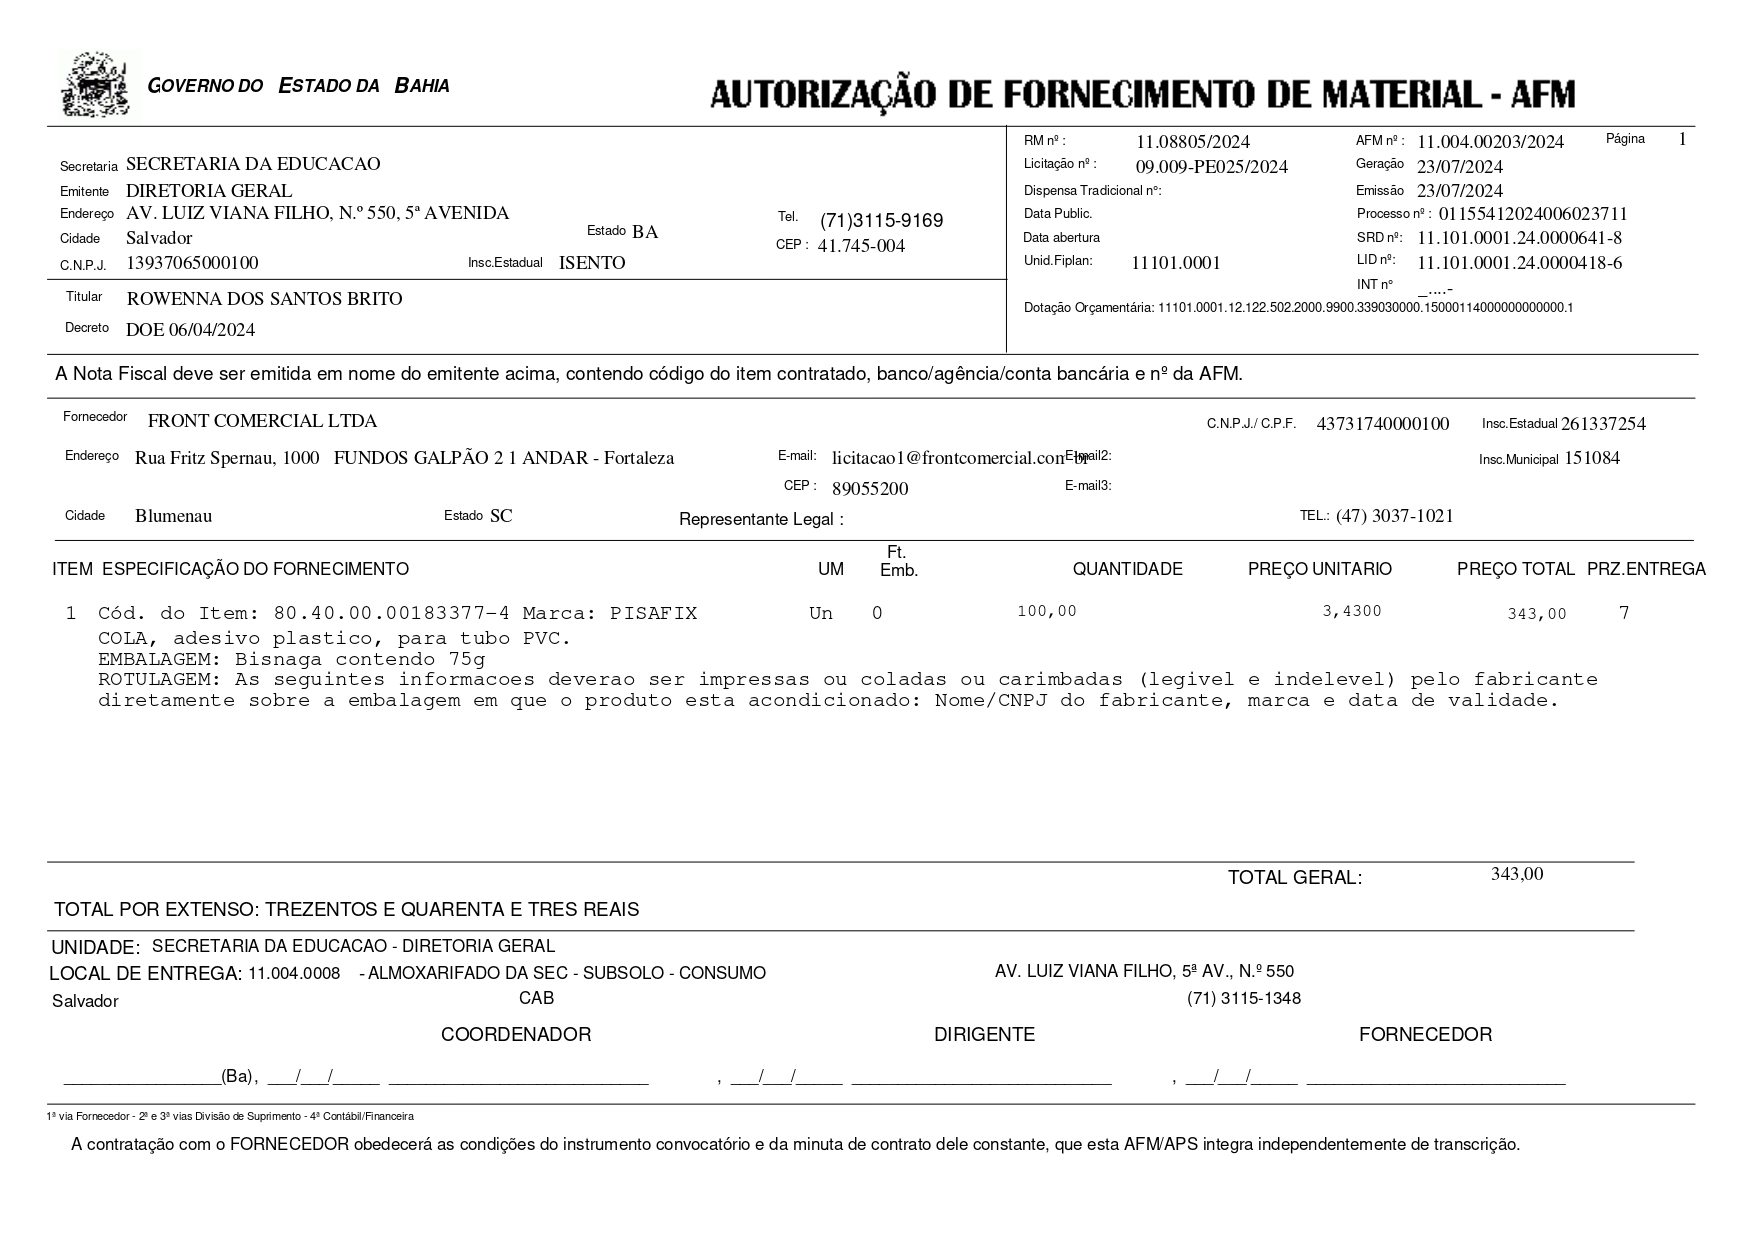 GOVERNO DO ESTADO DA BAHIA
AUTORIZAÇÃO DE FORNECIMENTO DE MATERIAL - AFM
RM nº : 11.08805/2024 AFM nº : 11.004.00203/2024 Página 1
Secretaria SECRETARIA DA EDUCACAO Licitação nº : 09.009-PE025/2024 Geração 23/07/2024
Emitente DIRETORIA GERAL Dispensa Tradicional n°: Emissão 23/07/2024
Endereço AV. LUIZ VIANA FILHO, N.º 550, 5ª AVENIDA Tel. (71)3115-9169 Data Public. Processo nº : 01155412024006023711
Cidade Salvador Estado BA CEP : 41.745-004 Data abertura SRD nº: 11.101.0001.24.0000641-8
C.N.P.J. 13937065000100 Insc.Estadual ISENTO Unid.Fiplan: 11101.0001 LID nº: 11.101.0001.24.0000418-6
INT n° _....-
Titular ROWENNA DOS SANTOS BRITO Dotação Orçamentária: 11101.0001.12.122.502.2000.9900.339030000.15000114000000000000.1
Decreto DOE 06/04/2024
A Nota Fiscal deve ser emitida em nome do emitente acima, contendo código do item contratado, banco/agência/conta bancária e nº da AFM.
Fornecedor FRONT COMERCIAL LTDA C.N.P.J./ C.P.F. 43731740000100 Insc.Estadual 261337254
Endereço Rua Fritz Spernau, 1000 FUNDOS GALPÃO 2 1 ANDAR - Fortaleza E-mail: licitacao1@frontcomercial.com.br E-mail2: Insc.Municipal 151084
CEP : 89055200 E-mail3:
Cidade Blumenau Estado SC Representante Legal : TEL.: (47) 3037-1021
ITEM ESPECIFICAÇÃO DO FORNECIMENTO UM Ft. Emb. QUANTIDADE PREÇO UNITARIO PREÇO TOTAL PRZ.ENTREGA
1 Cód. do Item: 80.40.00.00183377-4 Marca: PISAFIX Un 0 100,00 3,4300 343,00 7
COLA, adesivo plastico, para tubo PVC.
EMBALAGEM: Bisnaga contendo 75g
ROTULAGEM: As seguintes informacoes deverao ser impressas ou coladas ou carimbadas (legivel e indelevel) pelo fabricante
diretamente sobre a embalagem em que o produto esta acondicionado: Nome/CNPJ do fabricante, marca e data de validade.
TOTAL GERAL: 343,00
TOTAL POR EXTENSO: TREZENTOS E QUARENTA E TRES REAIS
UNIDADE: SECRETARIA DA EDUCACAO - DIRETORIA GERAL
LOCAL DE ENTREGA: 11.004.0008 - ALMOXARIFADO DA SEC - SUBSOLO - CONSUMO AV. LUIZ VIANA FILHO, 5ª AV., N.º 550
Salvador CAB (71) 3115-1348
COORDENADOR DIRIGENTE FORNECEDOR
_________________(Ba), ___/___/_____ ____________________________ , ___/___/_____ ____________________________ , ___/___/_____ ____________________________
1ª via Fornecedor - 2ª e 3ª vias Divisão de Suprimento - 4ª Contábil/Financeira
A contratação com o FORNECEDOR obedecerá as condições do instrumento convocatório e da minuta de contrato dele constante, que esta AFM/APS integra independentemente de transcrição.